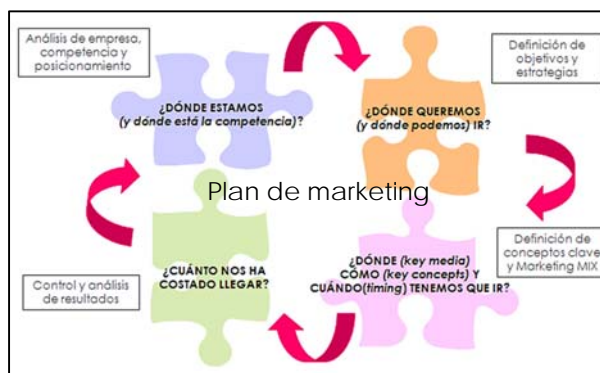 Análisis de empresa,
competencia y
posicionamiento
¿DÓNDE ESTAMOS
(y dónde está la competencia)?
¿DÓNDE QUEREMOS
(y dónde podemos) IR?
Definición de
objetivos y
estrategias
Plan de marketing
¿CUÁNTO NOS HA
COSTADO LLEGAR?
¿DÓNDE (key media)
CÓMO (key concepts) Y
CUÁNDO(timing) TENEMOS QUE IR?
Definición de
conceptos clave
y Marketing MIX
Control y análisis
de resultados